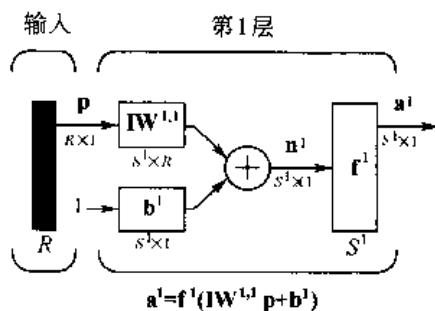 输入 第1层
p IW¹,¹ n¹ a¹
R×1 S¹×R S¹×1 f¹ S¹×1
1 b¹
R S¹×1 S¹
a¹=f¹(IW¹,¹ p+b¹)